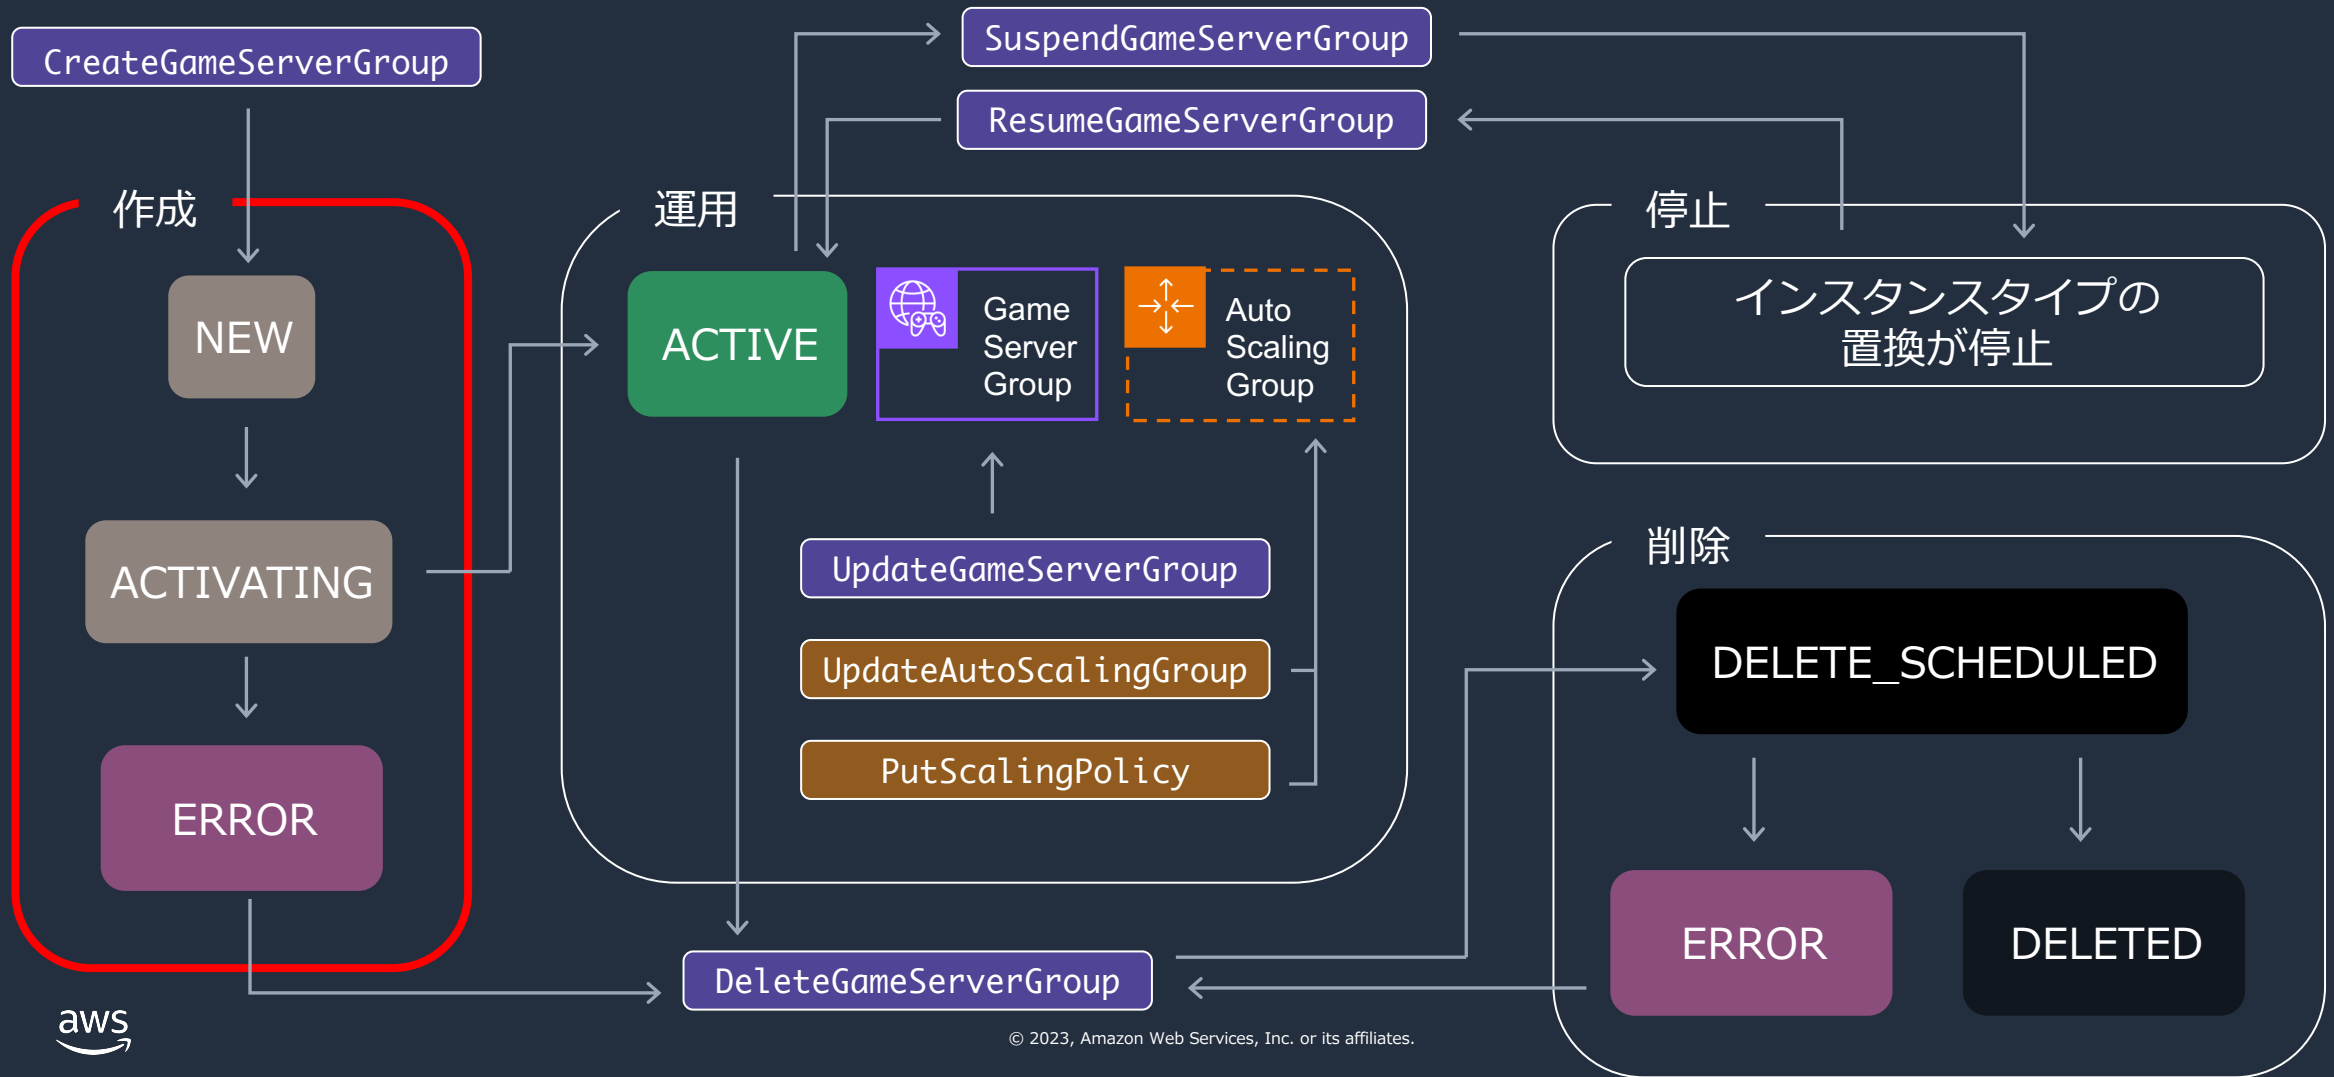 CreateGameServerGroup
SuspendGameServerGroup
ResumeGameServerGroup
作成
NEW
ACTIVATING
ERROR
運用
ACTIVE
Game
Server
Group
Auto
Scaling
Group
UpdateGameServerGroup
UpdateAutoScalingGroup
PutScalingPolicy
停止
インスタンスタイプの
置換が停止
削除
DELETE_SCHEDULED
ERROR
DELETED
DeleteGameServerGroup
aws
© 2023, Amazon Web Services, Inc. or its affiliates.